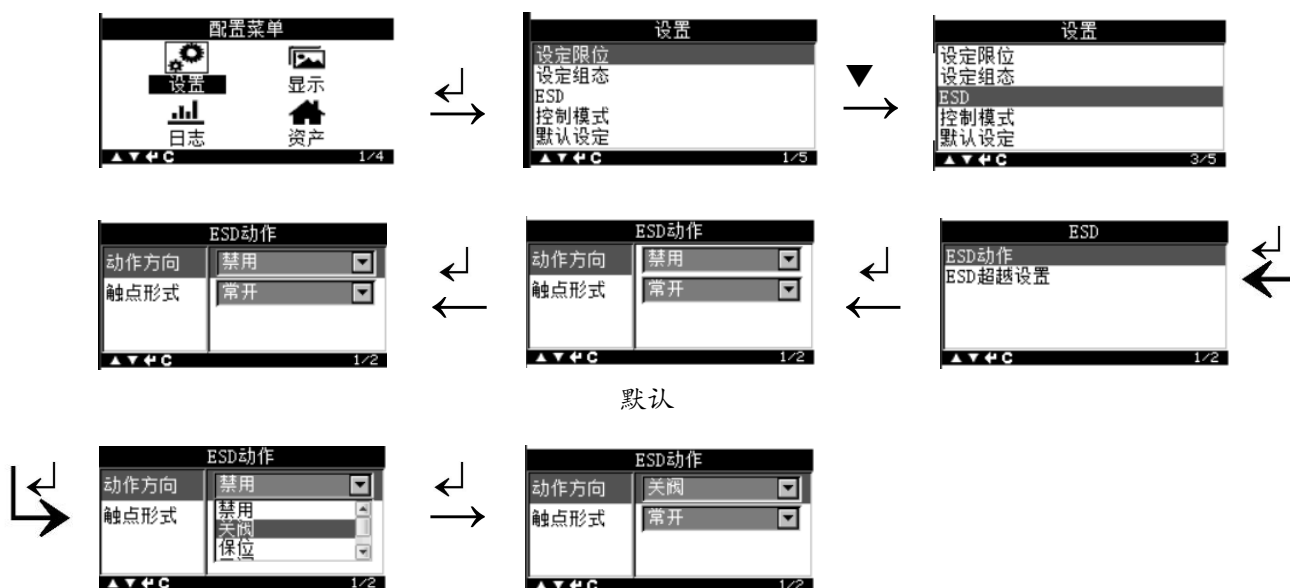 配置菜单
设置
显示
日志
资产
▲▼↵C 1/4
↵
设置
设定限位
设定组态
ESD
控制模式
默认设定
▲▼↵C 1/5
▼
设置
设定限位
设定组态
ESD
控制模式
默认设定
▲▼↵C 3/5
ESD动作
动作方向 禁用
触点形式 常开
▲▼↵C 1/2
↵
ESD动作
动作方向 禁用
触点形式 常开
▲▼↵C 1/2
默认
↵
ESD
ESD动作
ESD超越设置
▲▼↵C 1/2
↵
↵
ESD动作
动作方向 禁用
触点形式 禁用
关阀
保位
▲▼↵C 1/2
↵
ESD动作
动作方向 关阀
触点形式 常开
▲▼↵C 1/2